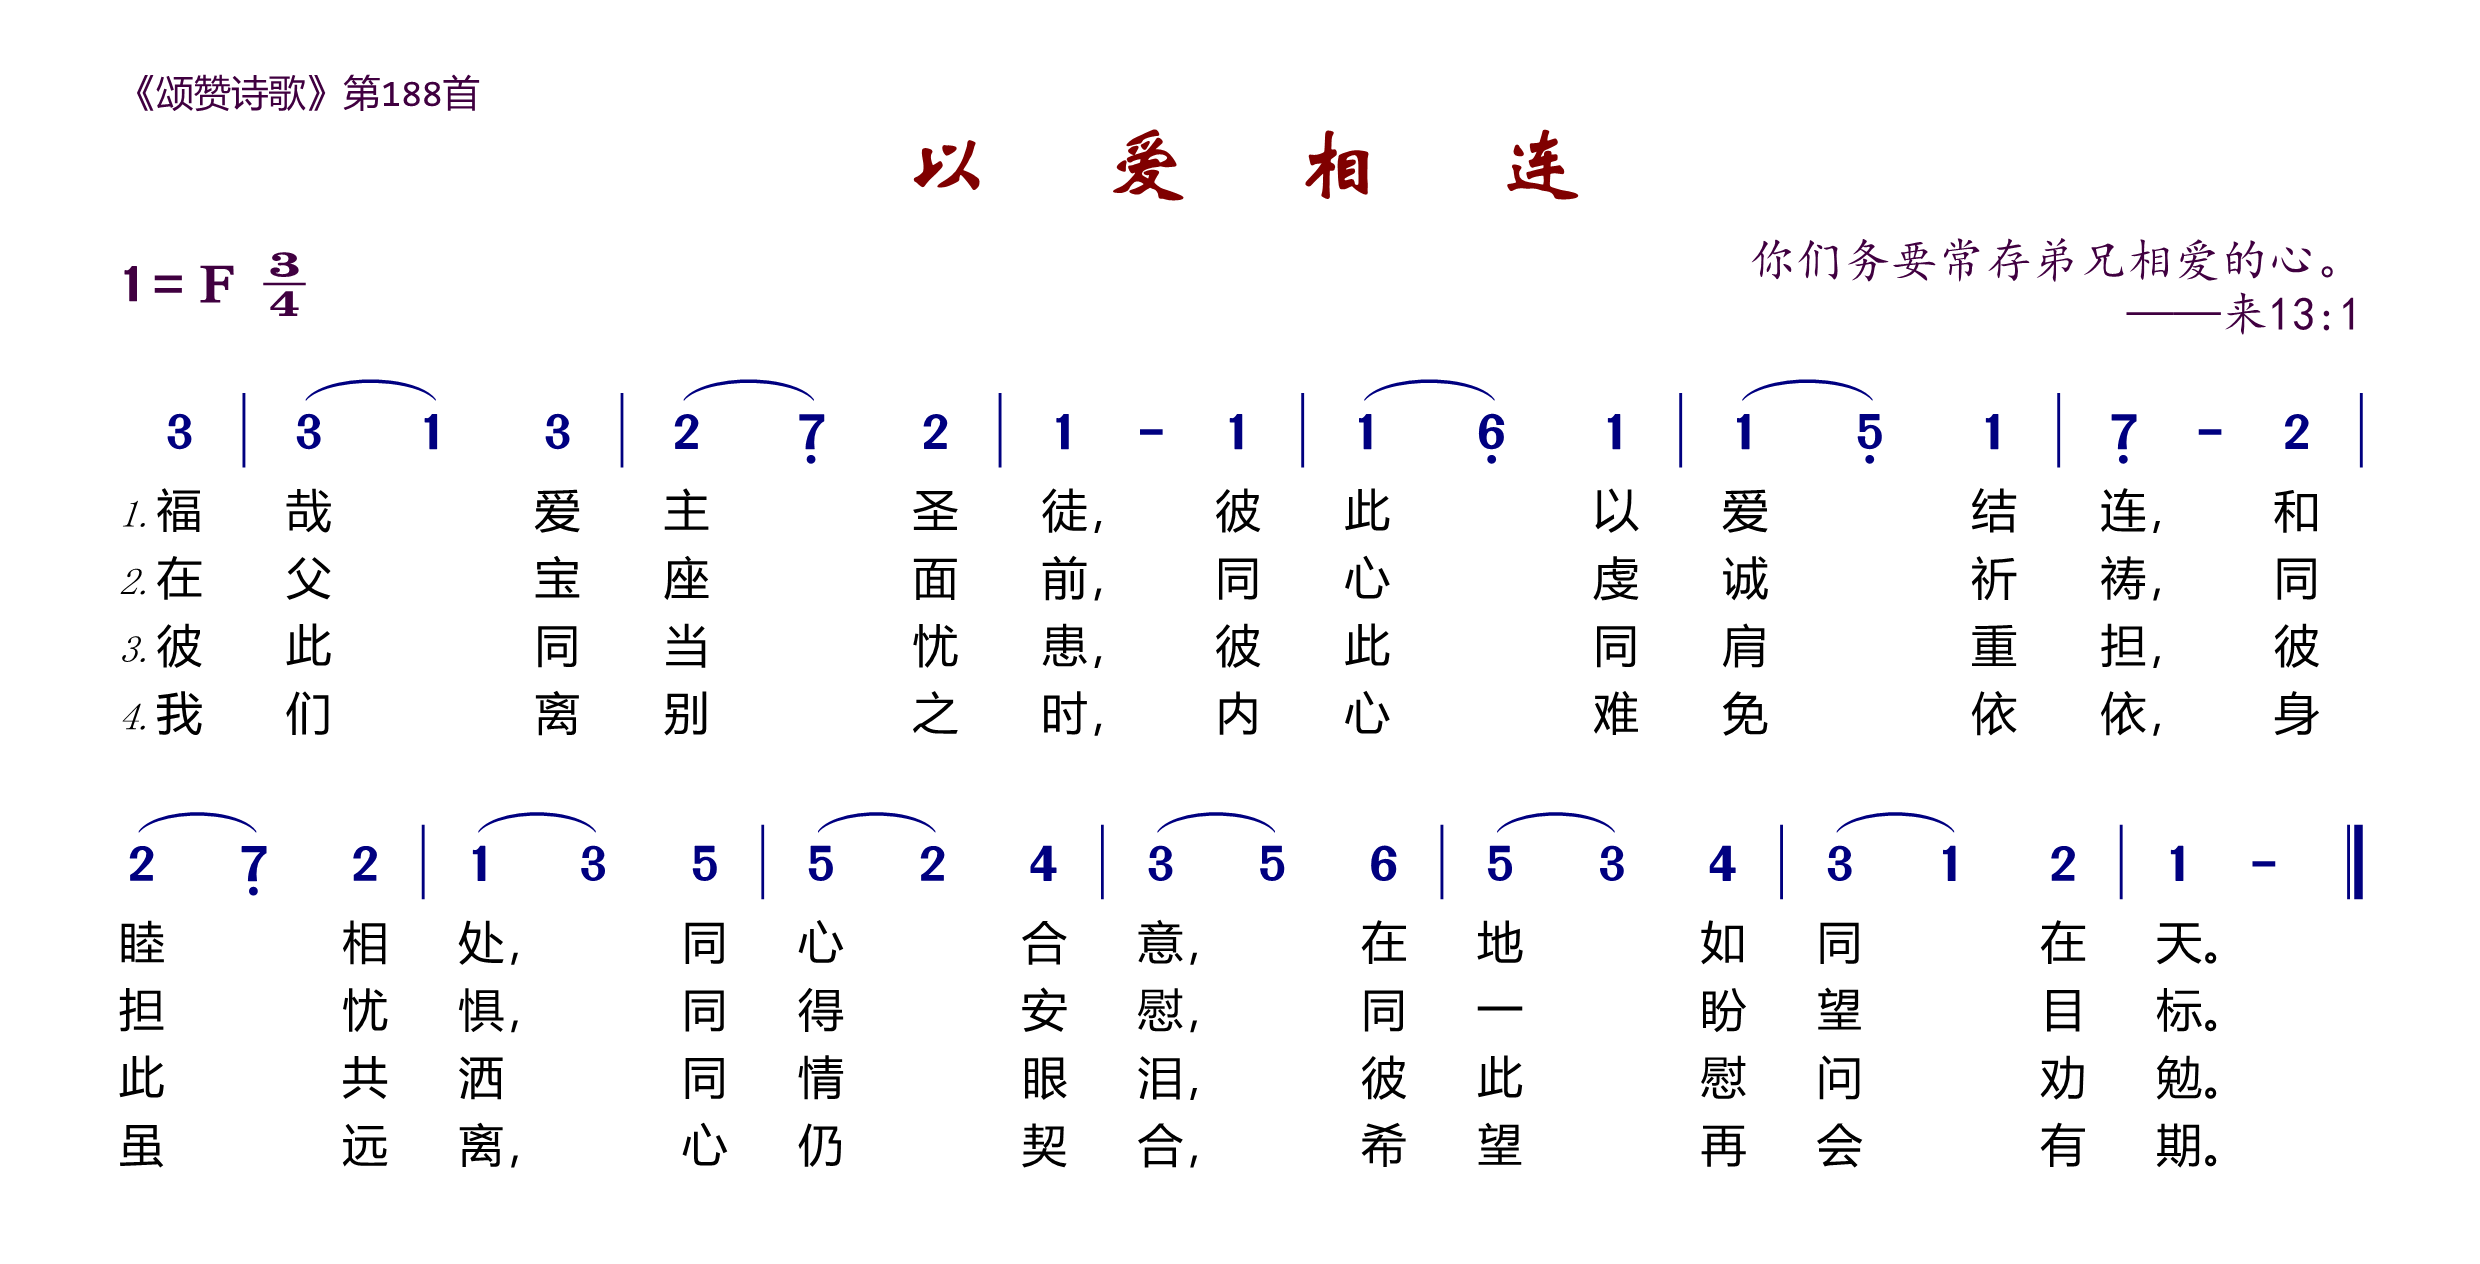 《颂赞诗歌》第188首
以 爱 相 连
1= F 3/4
你们务要常存弟兄相爱的心。
——来13:1
3 | 3 1 3 | 2 7̣ 2 | 1 - 1 | 1 6̣ 1 | 1 5̣ 1 | 7̣ - 2 |
1.福 哉 爱 主 圣 徒, 彼 此 以 爱 结 连, 和
2.在 父 宝 座 面 前, 同 心 虔 诚 祈 祷, 同
3.彼 此 同 当 忧 患, 彼 此 同 肩 重 担, 彼
4.我 们 离 别 之 时, 内 心 难 免 依 依, 身
2 7̣ 2 | 1 3 5 | 5 2 4 | 3 5 6 | 5 3 4 | 3 1 2 | 1 - ‖
睦 相 处, 同 心 合 意, 在 地 如 同 在 天。
担 忧 惧, 同 得 安 慰, 同 一 盼 望 目 标。
此 共 洒 同 情 眼 泪, 彼 此 慰 问 劝 勉。
虽 远 离, 心 仍 契 合, 希 望 再 会 有 期。